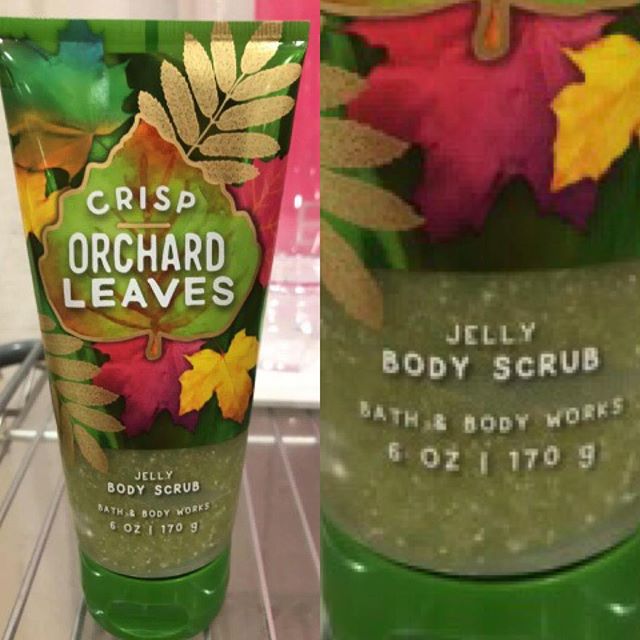 CRISP
ORCHARD
LEAVES
JELLY
BODY SCRUB
BATH & BODY WORKS
6 OZ | 170 g
JELLY
BODY SCRUB
BATH & BODY WORKS
6 OZ | 170 g